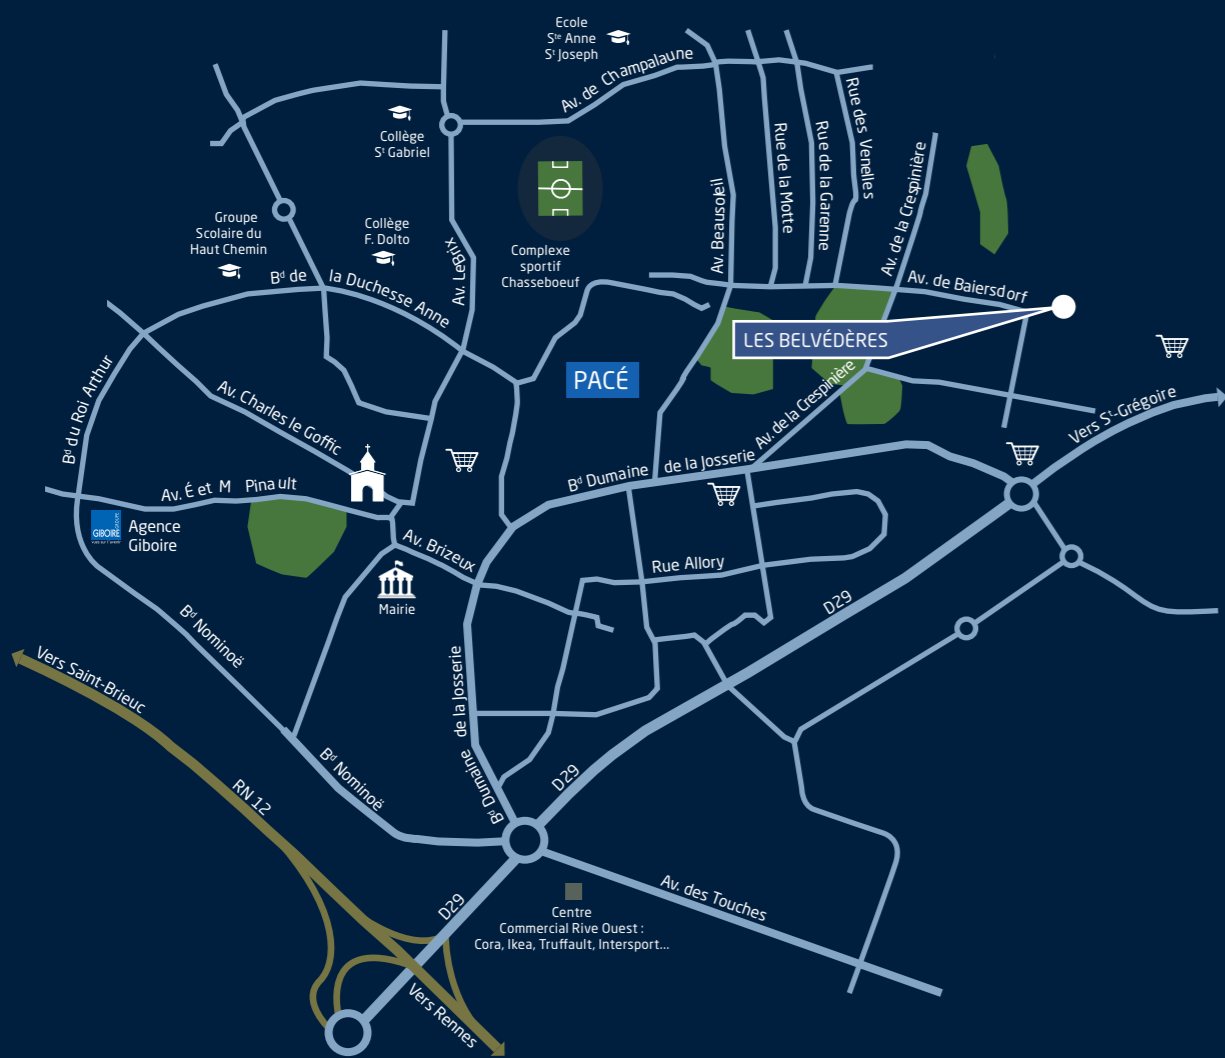 Ecole
Ste Anne
St Joseph
Av. de Champalaune
Collège
St Gabriel
Rue des Venelles
Rue de la Motte
Rue de la Garenne
Av. de la Crespinière
Av. Beausoleil
Groupe
Scolaire du
Haut Chemin
Collège
F. Dolto
Av. Le Brix
Complexe
sportif
Chasseboeuf
Bd de la Duchesse Anne
Av. de Baiersdorf
LES BELVÉDÈRES
PACÉ
Bd du Roi Arthur
Av. Charles le Goffic
Av. de la Crespinière
Vers St-Grégoire
Bd Dumaine de la Josserie
Av. É et M Pinault
GIBOIRE
Agence
Giboire
Av. Brizeux
Rue Allory
Mairie
D29
Bd Nominoë
Vers Saint-Brieuc
Bd Dumaine de la Josserie
Bd Nominoë
RN 12
D29
Av. des Touches
D29
Centre
Commercial Rive Ouest :
Cora, Ikea, Truffault, Intersport...
Vers Rennes